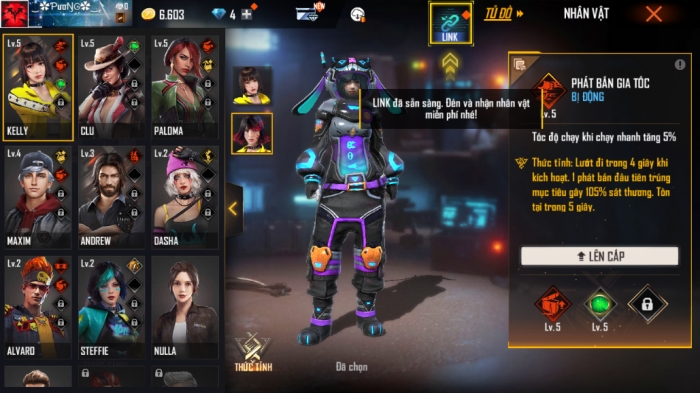 ✲PươNG✲
6.603
4
NEW
LINK
TỪ ĐỒ
NHÂN VẬT
Lv.5
Lv.5
Lv.5
KELLY
CLU
PALOMA
Lv.4
Lv.3
Lv.2
MAXIM
ANDREW
DASHA
Lv.2
Lv.2
ALVARO
STEFFIE
NULLA
LINK đã sẵn sàng. Đến và nhận nhân vật
miễn phí nhé!
THỨC TỈNH
Đã chọn
PHÁT BẮN GIA TỐC
BỊ ĐỘNG
Lv.5
Tốc độ chạy khi chạy nhanh tăng 5%
Thức tỉnh: Lướt đi trong 4 giây khi
kích hoạt. 1 phát bắn đầu tiên trúng
mục tiêu gây 105% sát thương. Tồn
tại trong 5 giây.
LÊN CẤP
Lv.5
Lv.5